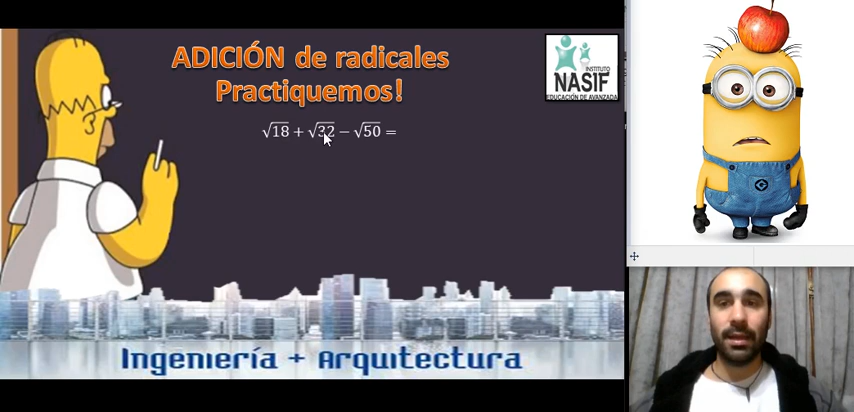 ADICIÓN de radicales
Practiquemos!
INSTITUTO
NASIF
EDUCACIÓN DE AVANZADA
√18 + √32 − √50 =
Ingeniería + Arquitectura